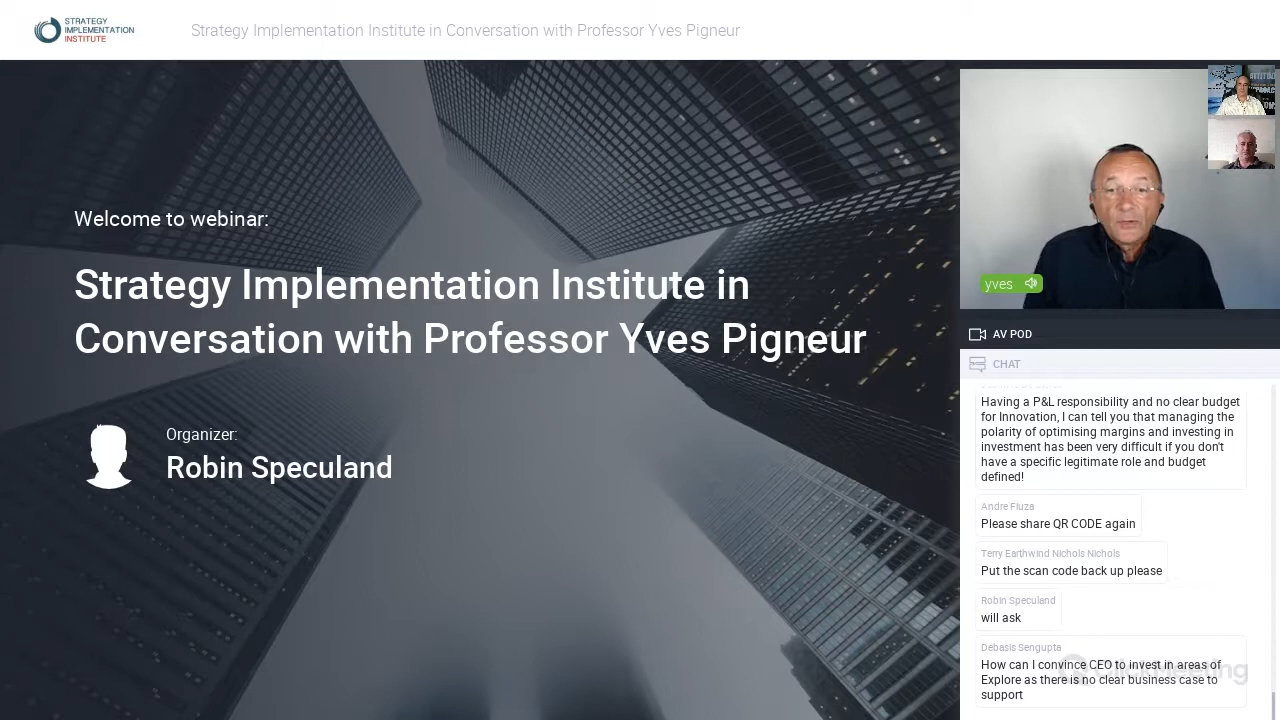 STRATEGY
IMPLEMENTATION
INSTITUTE
Strategy Implementation Institute in Conversation with Professor Yves Pigneur
Welcome to webinar:
Strategy Implementation Institute in
Conversation with Professor Yves Pigneur
Organizer:
Robin Speculand
yves
AV POD
CHAT
Having a P&L responsibility and no clear budget
for Innovation, I can tell you that managing the
polarity of optimising margins and investing in
investment has been very difficult if you don't
have a specific legitimate role and budget
defined!
Andre Fiuza
Please share QR CODE again
Terry Earthwind Nichols Nichols
Put the scan code back up please
Robin Speculand
will ask
Debasis Sengupta
How can I convince CEO to invest in areas of
Explore as there is no clear business case to
support